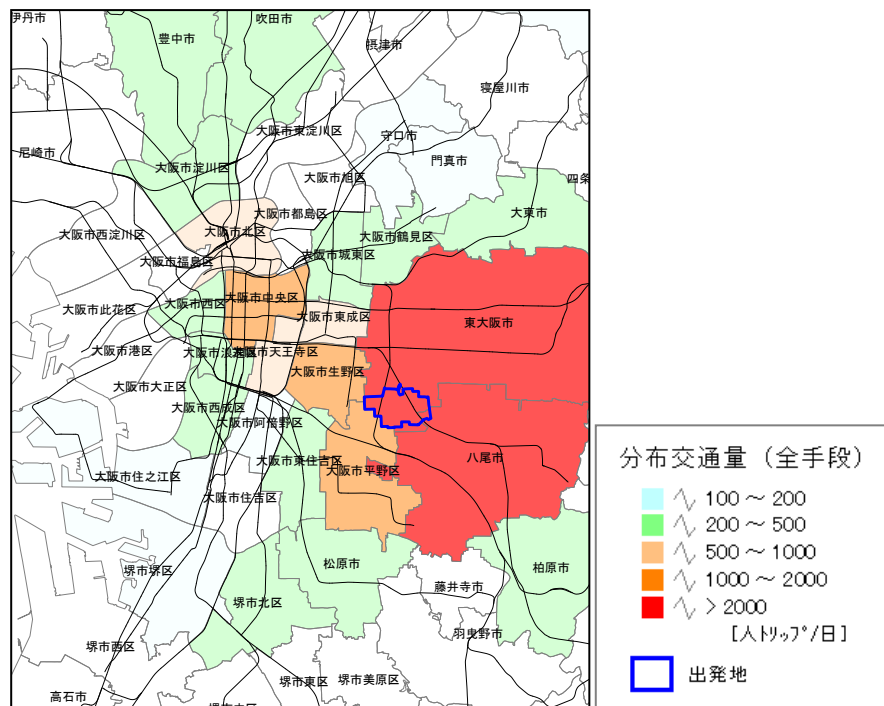 伊丹市
吹田市
豊中市
摂津市
寝屋川市
大阪市東淀川区
守口市
尼崎市
門真市
大阪市淀川区
大阪市旭区
四条
大阪市都島区
大東市
大阪市北区
大阪市西淀川区
大阪市鶴見区
大阪市城東区
大阪市福島区
大阪市中央区
大阪市西区
大阪市此花区
大阪市東成区
東大阪市
大阪市港区
大阪市浪速区
大阪市天王寺区
大阪市生野区
大阪市大正区
大阪市西成区
大阪市阿倍野区
八尾市
大阪市東住吉区
大阪市平野区
大阪市住之江区
大阪市住吉区
松原市
柏原市
堺市堺区
藤井寺市
堺市北区
羽曳野市
堺市西区
堺市東区
堺市美原区
高石市
分布交通量（全手段）
100～200
200～500
500～1000
1000～2000
＞2000
[人ﾄﾘｯﾌﾟ/日]
出発地